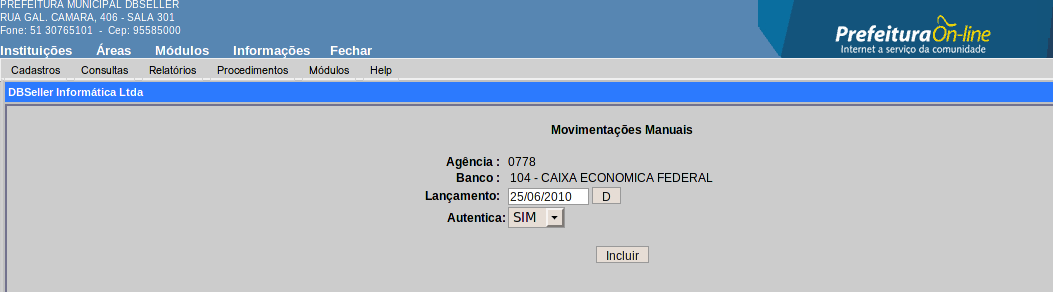 PREFEITURA MUNICIPAL DBSELLER
RUA GAL. CAMARA, 406 - SALA 301
Fone: 51 30765101 - Cep: 95585000
PrefeituraOn-line
Internet a serviço da comunidade
Instituições Áreas Módulos Informações Fechar
Cadastros Consultas Relatórios Procedimentos Módulos Help
DBSeller Informática Ltda
Movimentações Manuais
Agência : 0778
Banco : 104 - CAIXA ECONOMICA FEDERAL
Lançamento: 25/06/2010 D
Autentica: SIM
Incluir